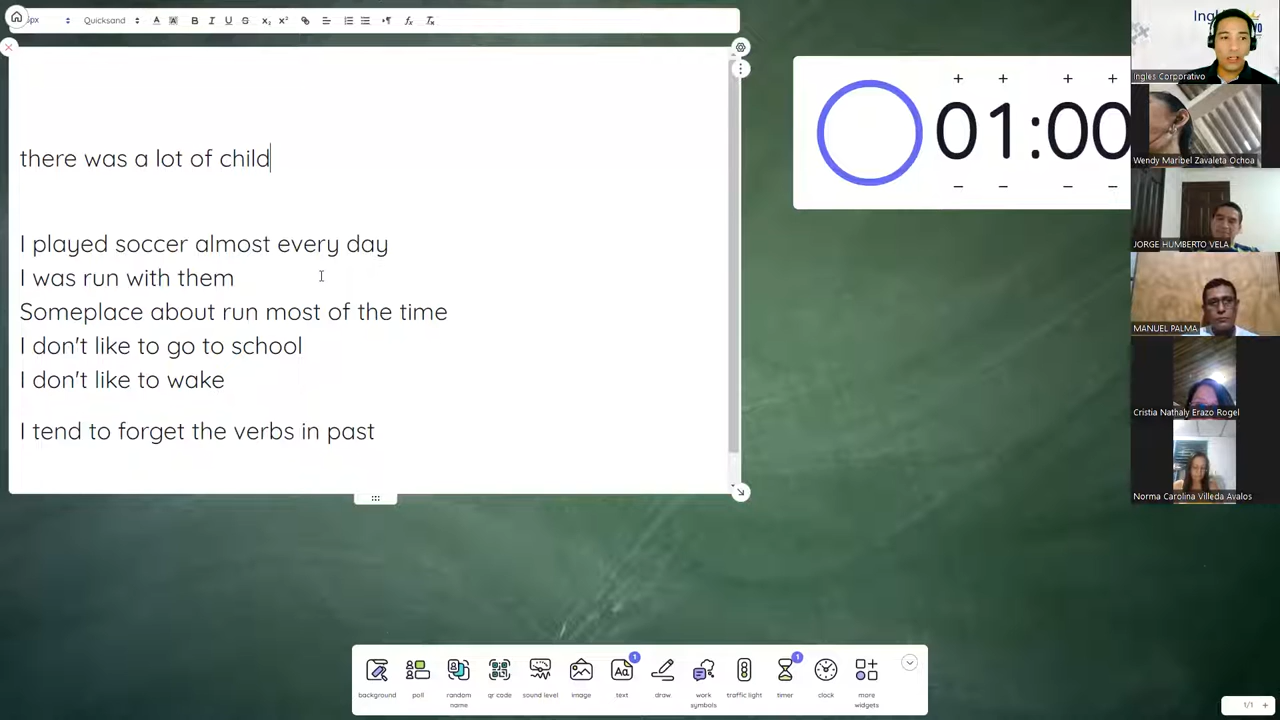 Quicksand
B I U S
there was a lot of child
I played soccer almost every day
I was run with them
Someplace about run most of the time
I don't like to go to school
I don't like to wake
I tend to forget the verbs in past
01:00
Ingles Corporativo
Wendy Maribel Zavaleta Ochoa
JORGE HUMBERTO VELA
MANUEL PALMA
Cristia Nathaly Erazo Rogel
Norma Carolina Villeda Avalos
background
poll
random name
qr code
sound level
image
text
draw
work symbols
traffic light
timer
clock
more widgets
1
1
1/1